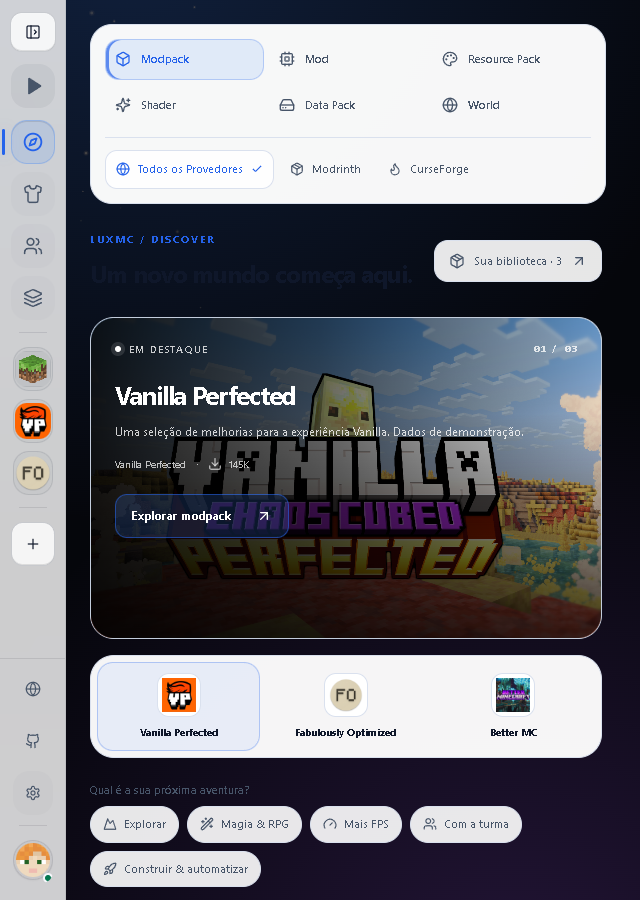 Modpack
Mod
Resource Pack
Shader
Data Pack
World
Todos os Provedores
Modrinth
CurseForge
LUXMC / DISCOVER
Um novo mundo começa aqui.
Sua biblioteca · 3
EM DESTAQUE
01 / 03
Vanilla Perfected
Uma seleção de melhorias para a experiência Vanilla. Dados de demonstração.
Vanilla Perfected · 145K
Explorar modpack
VANILLA
CHAOS CUBED
PERFECTED
VP
FO
VP
FO
Vanilla Perfected
Fabulously Optimized
Better MC
Qual é a sua próxima aventura?
Explorar
Magia & RPG
Mais FPS
Com a turma
Construir & automatizar